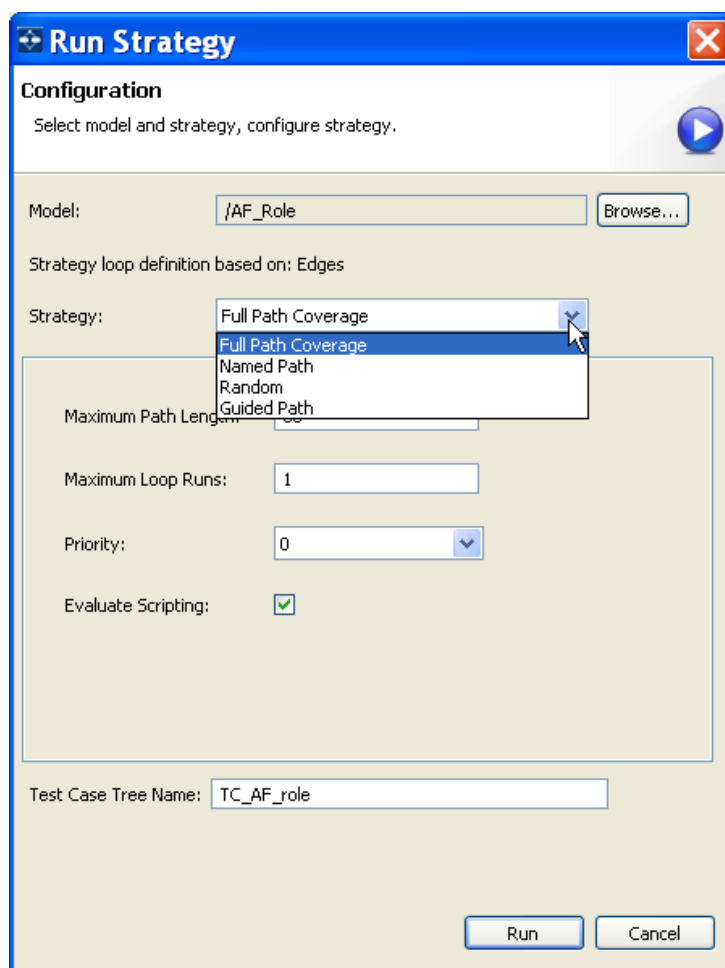 Run Strategy
Configuration
Select model and strategy, configure strategy.
Model: /AF_Role Browse...
Strategy loop definition based on: Edges
Strategy: Full Path Coverage
Full Path Coverage
Named Path
Random
Guided Path
Maximum Path Length:
Maximum Loop Runs: 1
Priority: 0
Evaluate Scripting:
Test Case Tree Name: TC_AF_role
Run Cancel